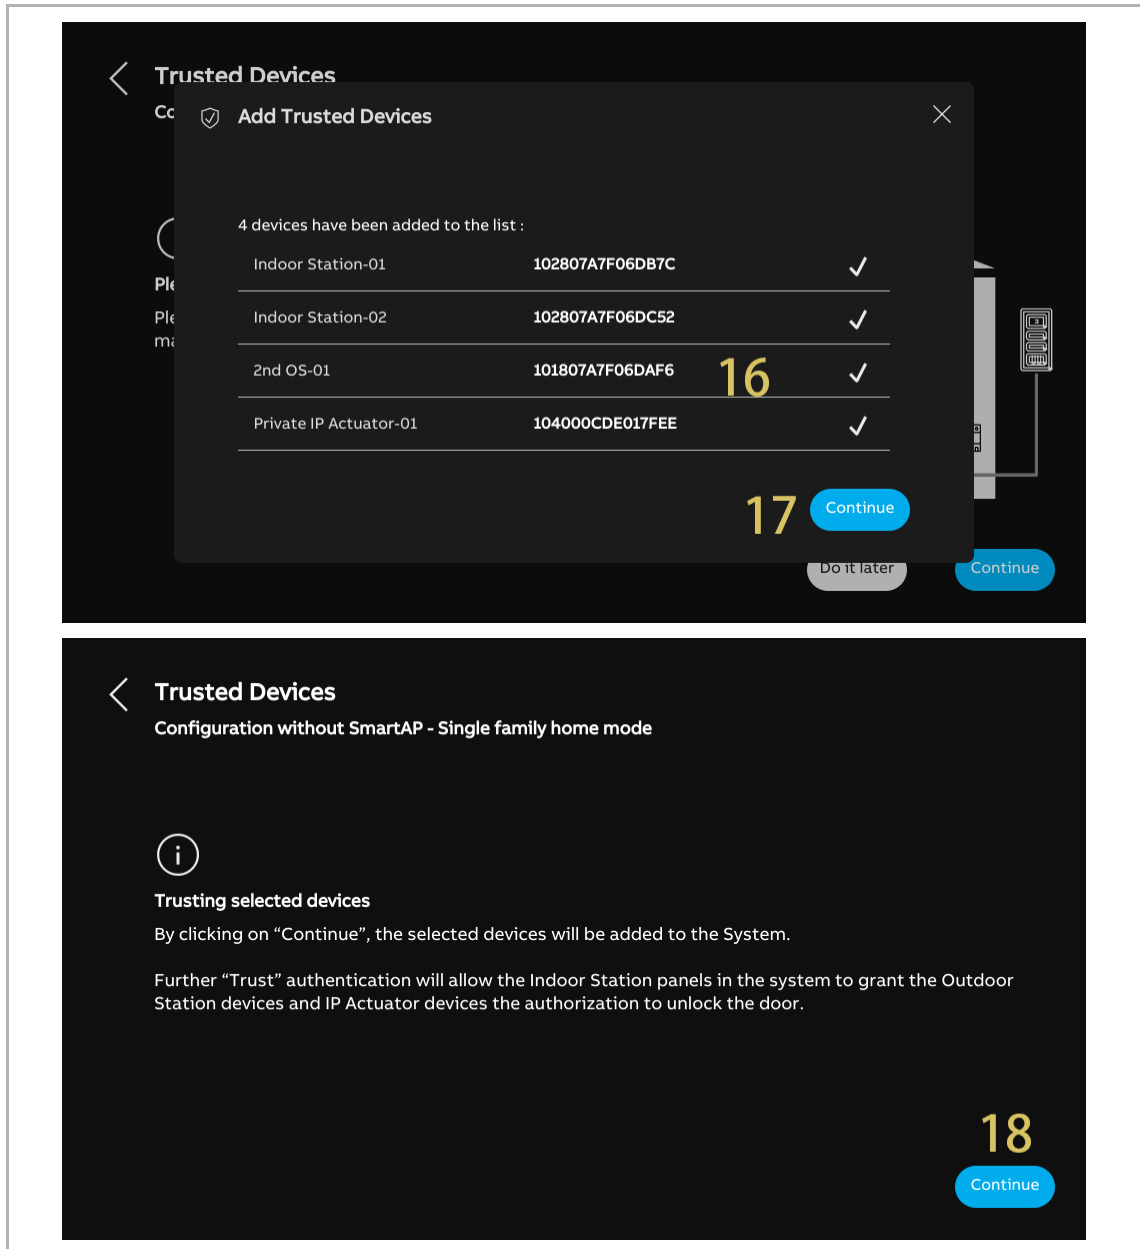 Trusted Devices
Co
Add Trusted Devices
4 devices have been added to the list :
Indoor Station-01 102807A7F06DB7C
Indoor Station-02 102807A7F06DC52
2nd OS-01 101807A7F06DAF6
16
Private IP Actuator-01 104000CDE017FEE
Ple
Ple
ma
17 Continue
Do it later Continue
Trusted Devices
Configuration without SmartAP - Single family home mode
Trusting selected devices
By clicking on “Continue”, the selected devices will be added to the System.
Further “Trust” authentication will allow the Indoor Station panels in the system to grant the Outdoor
Station devices and IP Actuator devices the authorization to unlock the door.
18
Continue